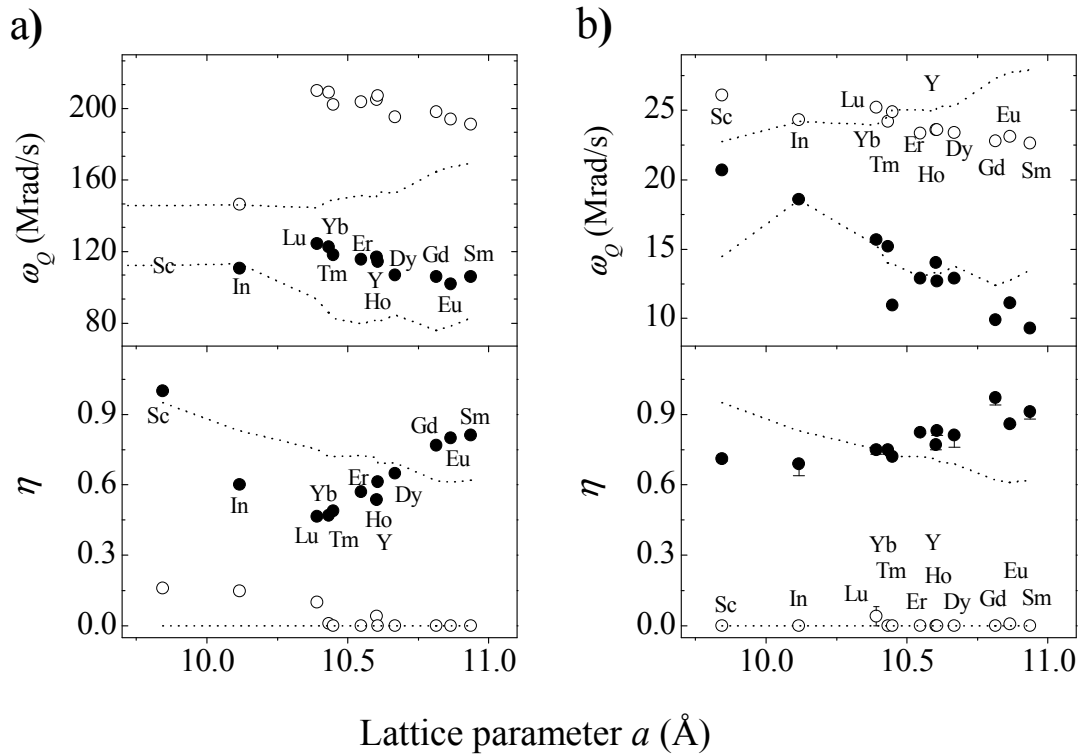 a)
b)
ω_Q (Mrad/s)
200
160
120
80
Sc
In
Lu
Yb
Tm
Er
Y
Ho
Dy
Gd
Eu
Sm
η
0.9
0.6
0.3
0.0
Sc
In
Lu
Yb
Tm
Er
Ho
Y
Dy
Gd
Eu
Sm
10.0 10.5 11.0
ω_Q (Mrad/s)
25
20
15
10
Sc
In
Lu
Yb
Tm
Er
Y
Ho
Dy
Gd
Eu
Sm
η
0.9
0.6
0.3
0.0
Sc
In
Lu
Yb
Tm
Er
Y
Ho
Dy
Gd
Eu
Sm
10.0 10.5 11.0
Lattice parameter a (Å)